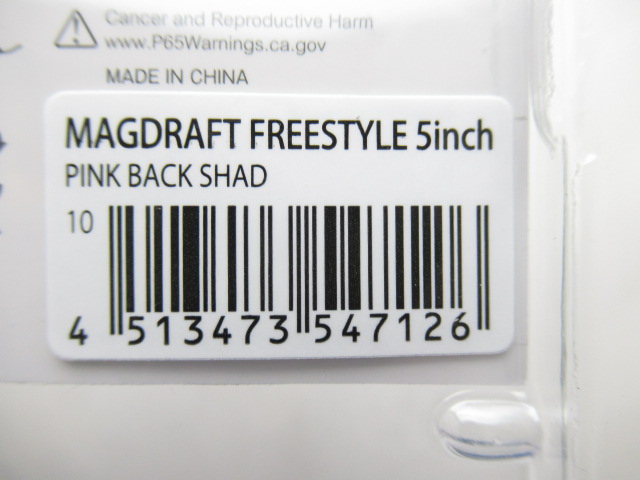 Cancer and Reproductive Harm
www.P65Warnings.ca.gov
MADE IN CHINA
MAGDRAFT FREESTYLE 5inch
PINK BACK SHAD
10
4 513473 547126